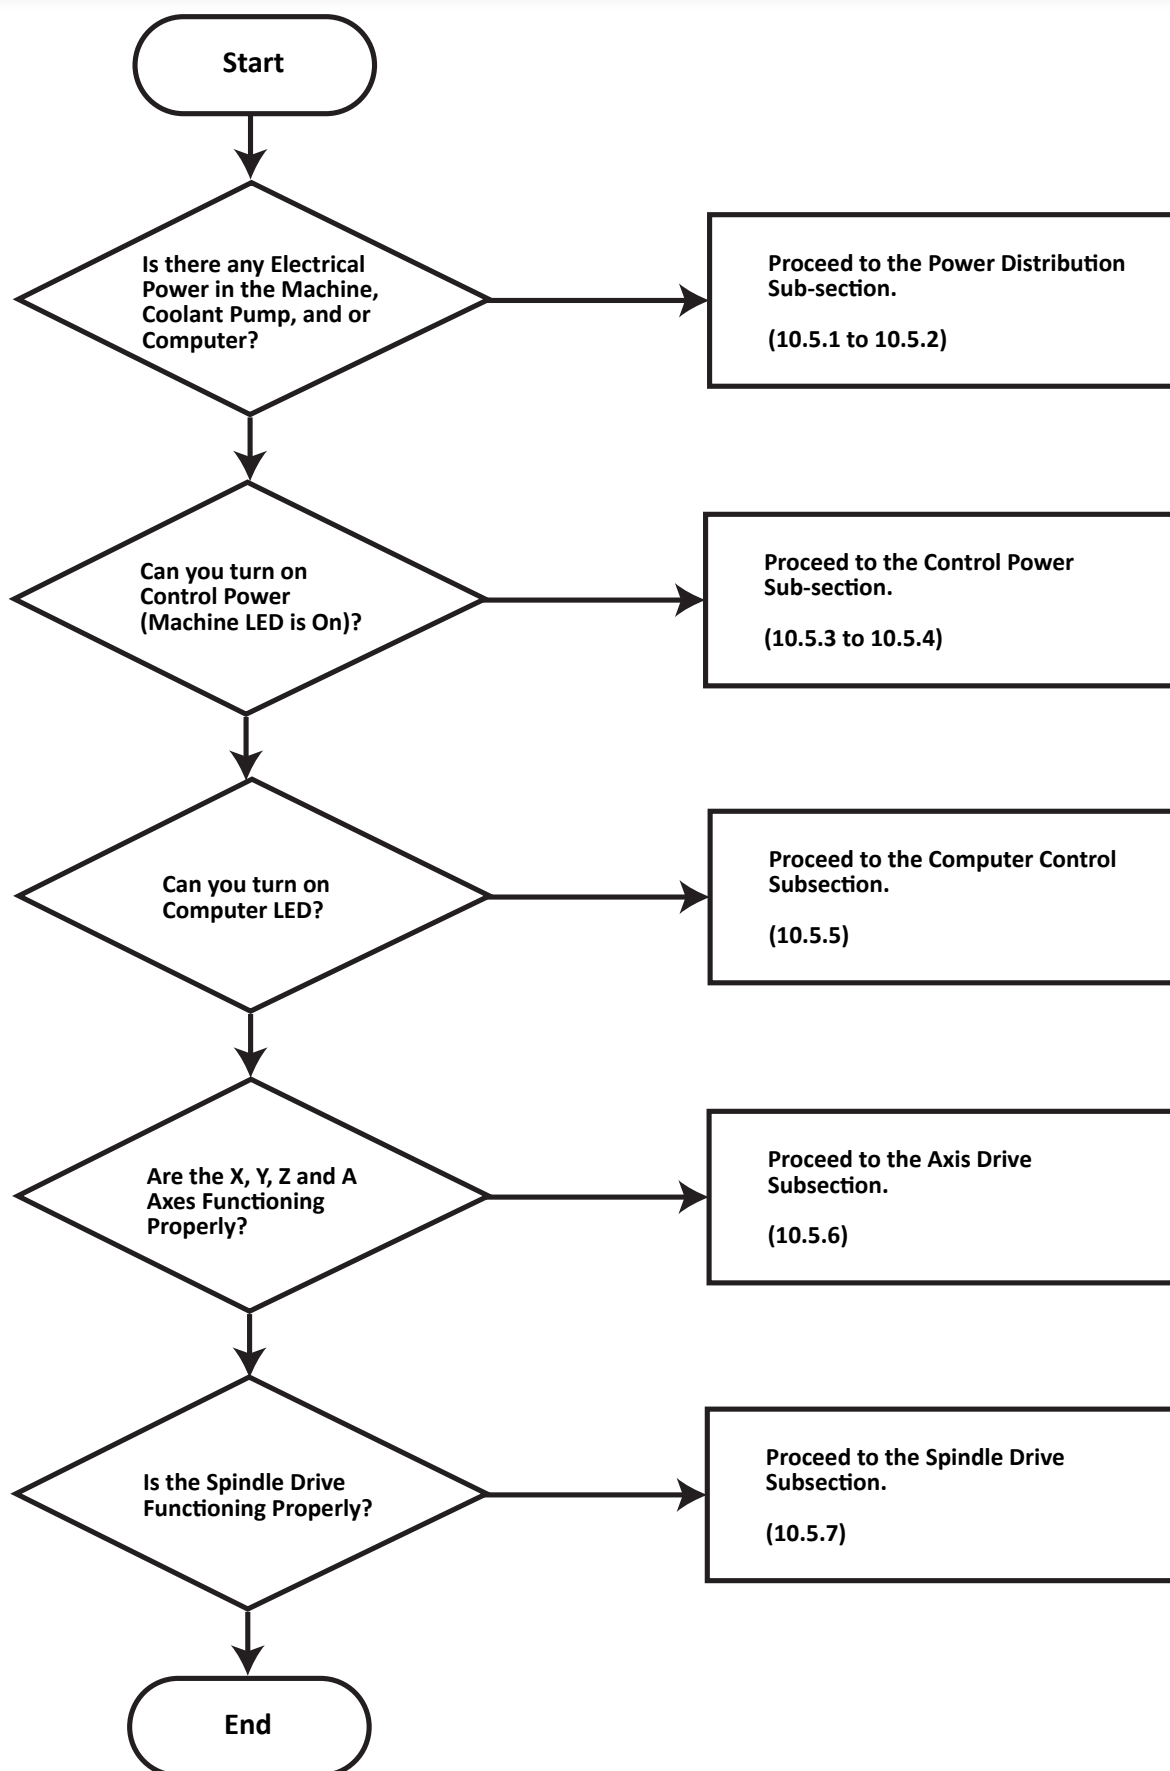 Start
Is there any Electrical
Power in the Machine,
Coolant Pump, and or
Computer?
Proceed to the Power Distribution
Sub-section.
(10.5.1 to 10.5.2)
Can you turn on
Control Power
(Machine LED is On)?
Proceed to the Control Power
Sub-section.
(10.5.3 to 10.5.4)
Can you turn on
Computer LED?
Proceed to the Computer Control
Subsection.
(10.5.5)
Are the X, Y, Z and A
Axes Functioning
Properly?
Proceed to the Axis Drive
Subsection.
(10.5.6)
Is the Spindle Drive
Functioning Properly?
Proceed to the Spindle Drive
Subsection.
(10.5.7)
End